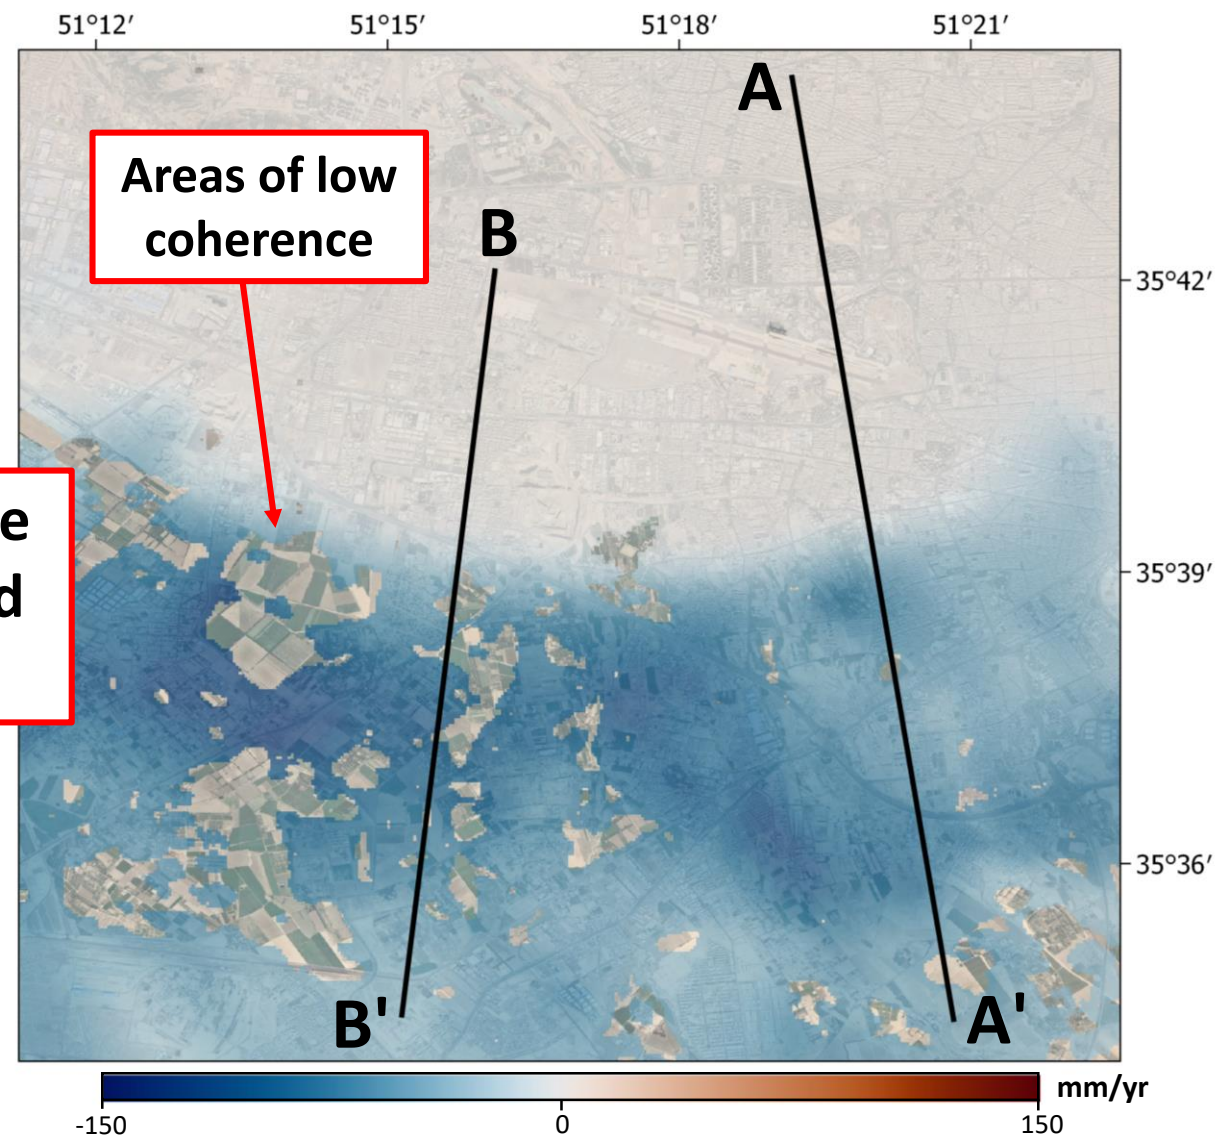 51°12′ 51°15′ 51°18′ 51°21′
A
Areas of low
coherence
B
35°42′
e
35°39′
d
35°36′
B'
A'
mm/yr
-150 0 150